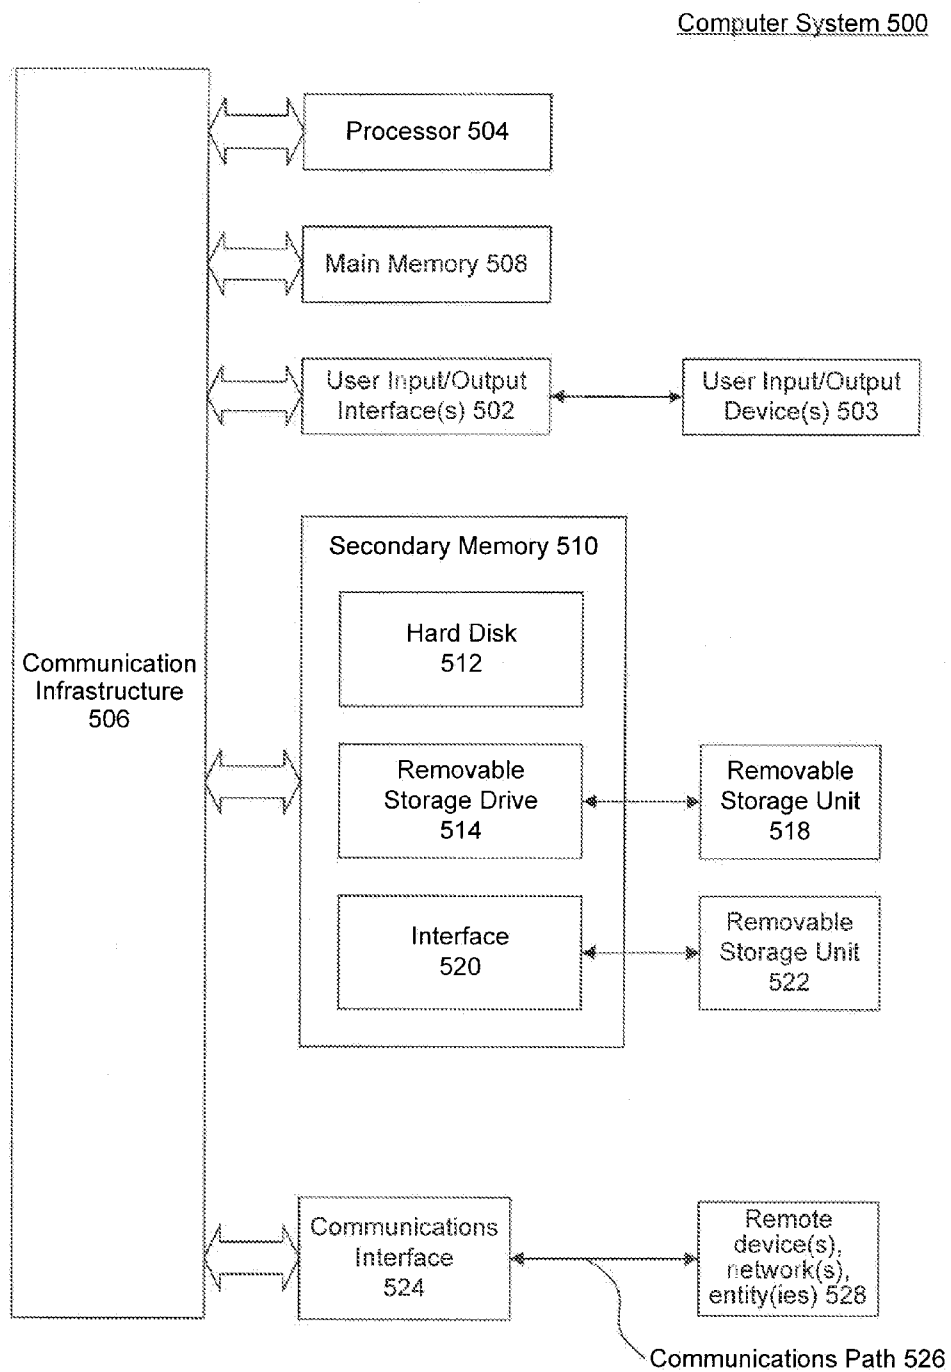 Computer System 500
Processor 504
Main Memory 508
User Input/Output
Interface(s) 502
User Input/Output
Device(s) 503
Secondary Memory 510
Hard Disk
512
Communication
Infrastructure
506
Removable
Storage Drive
514
Removable
Storage Unit
518
Interface
520
Removable
Storage Unit
522
Communications
Interface
524
Remote
device(s),
network(s),
entity(ies) 528
Communications Path 526